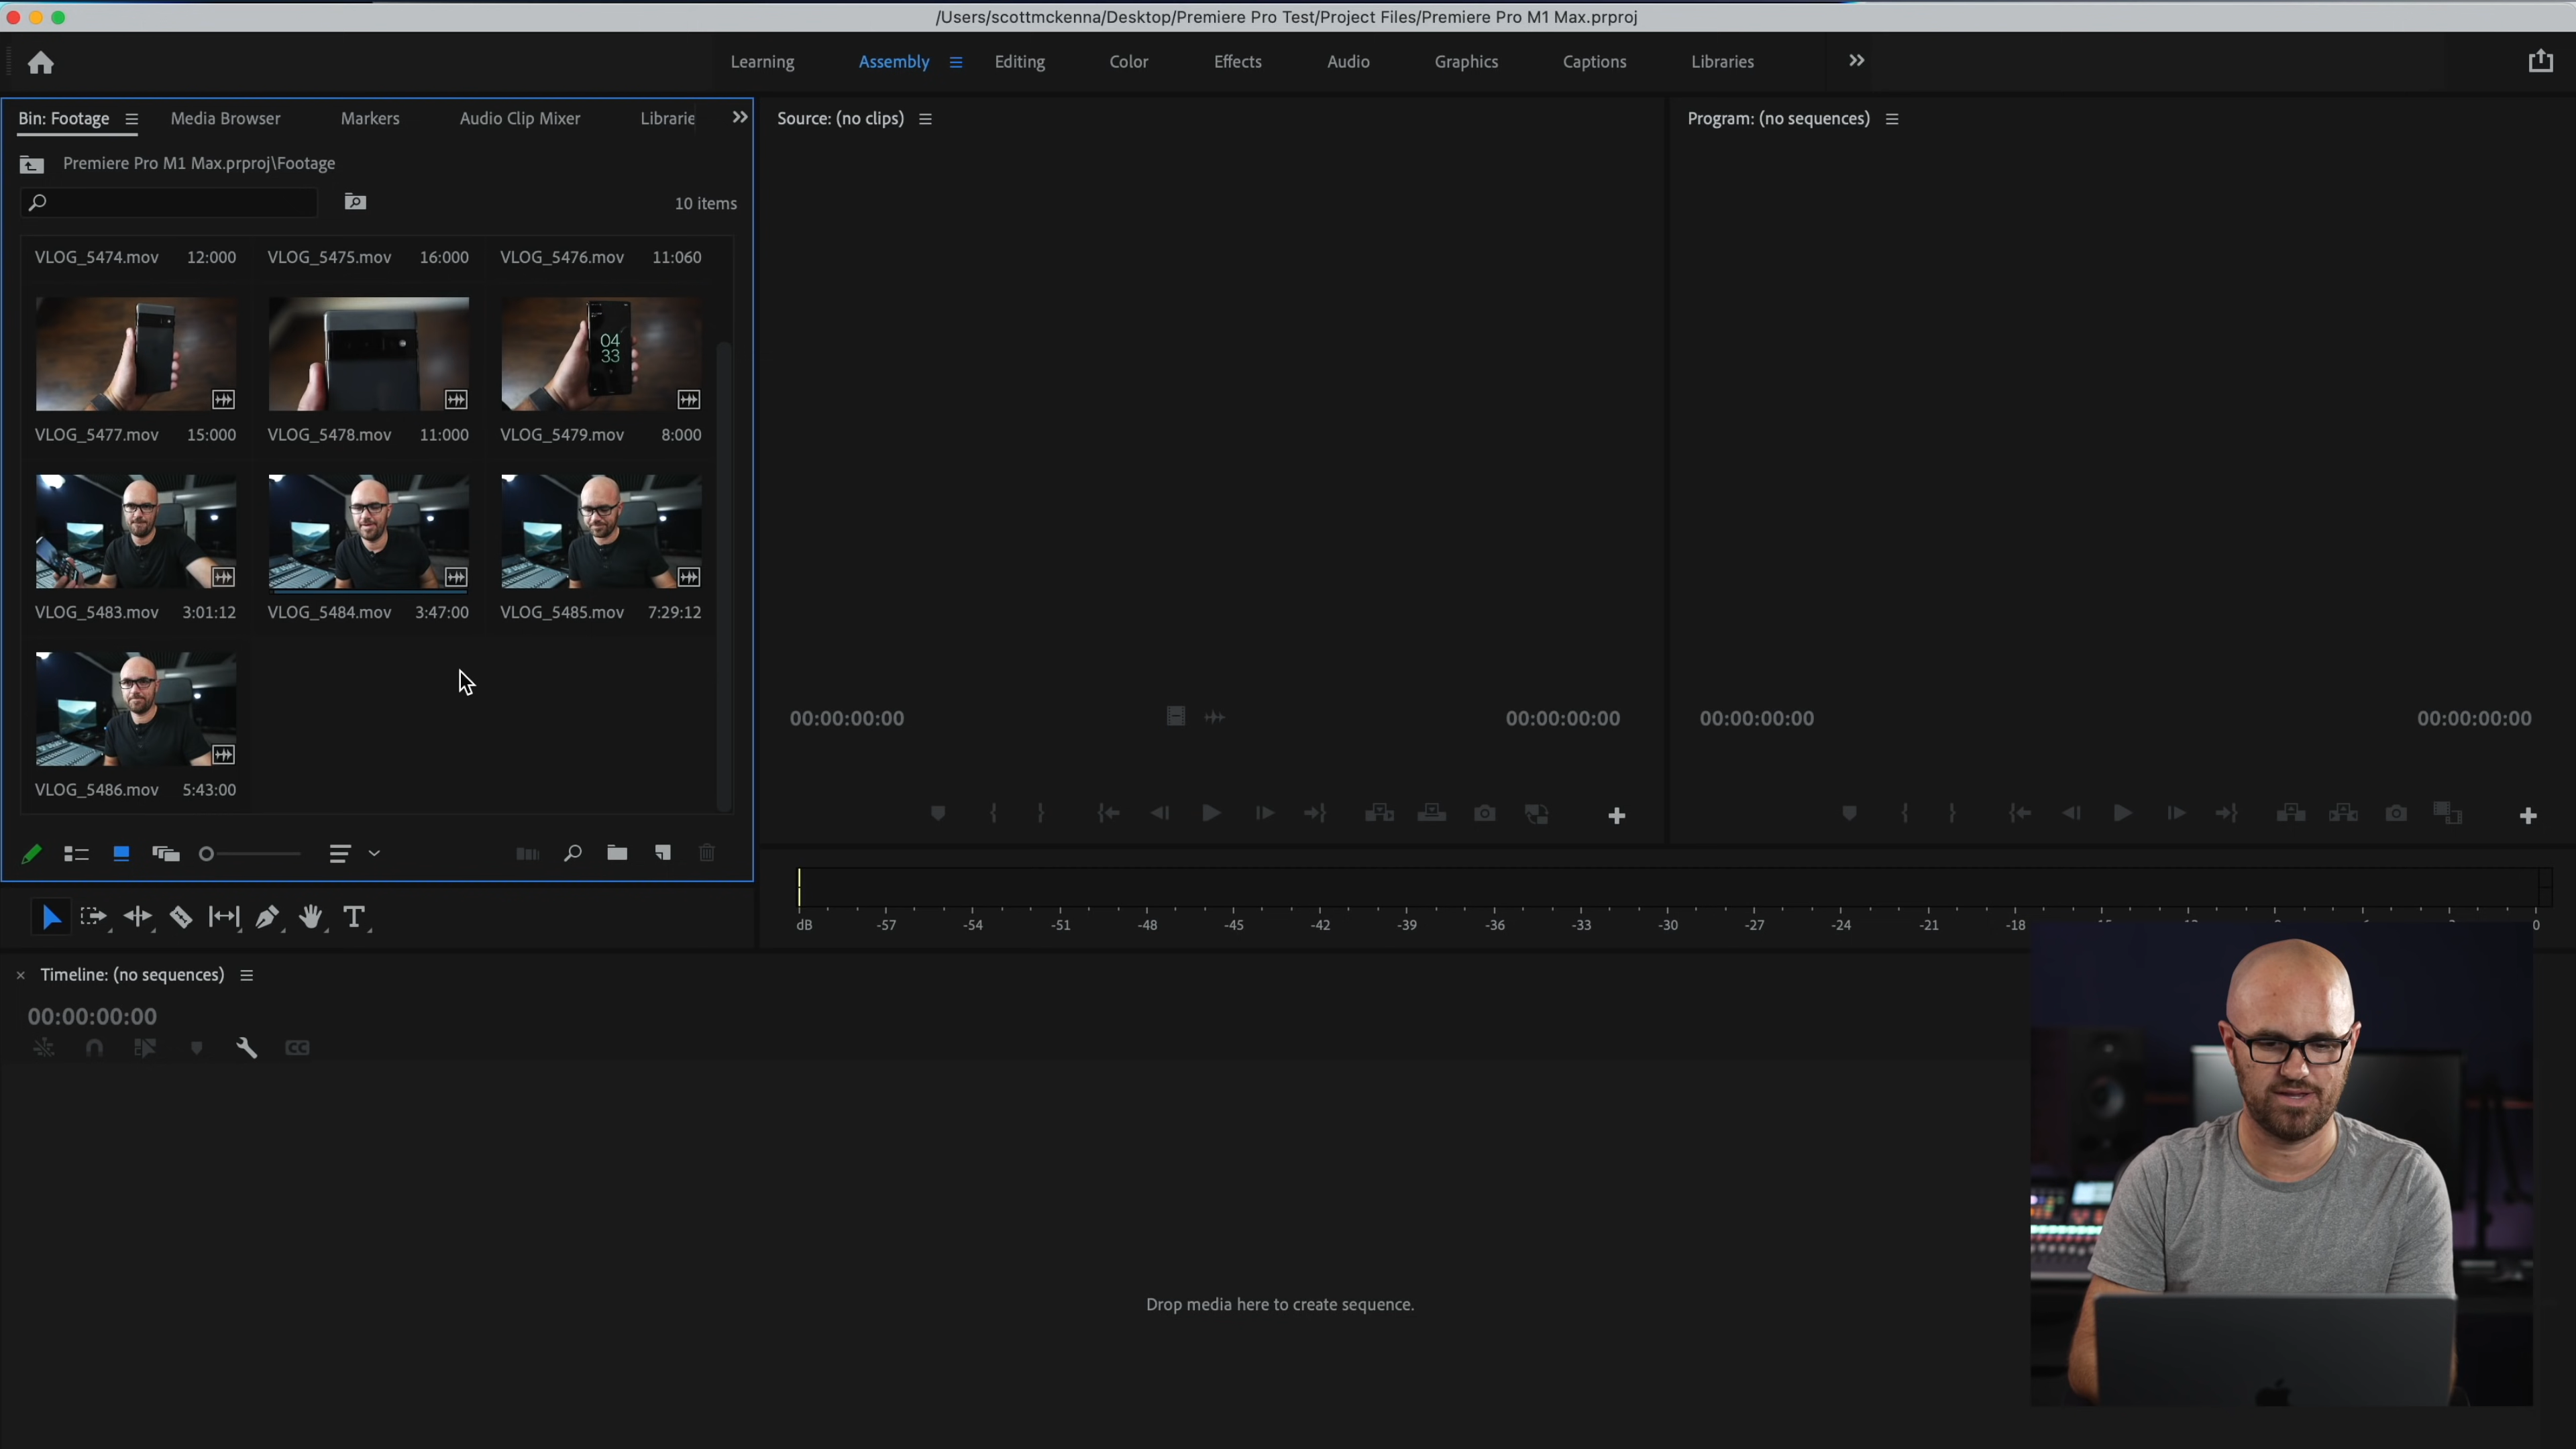 /Users/scottmckenna/Desktop/Premiere Pro Test/Project Files/Premiere Pro M1 Max.prproj
Learning Assembly Editing Color Effects Audio Graphics Captions Libraries
Bin: Footage Media Browser Markers Audio Clip Mixer Librarie
Source: (no clips)
Program: (no sequences)
Premiere Pro M1 Max.prproj\Footage
10 items
VLOG_5474.mov 12:000 VLOG_5475.mov 16:000 VLOG_5476.mov 11:060
04
33
VLOG_5477.mov 15:000 VLOG_5478.mov 11:000 VLOG_5479.mov 8:000
VLOG_5483.mov 3:01:12 VLOG_5484.mov 3:47:00 VLOG_5485.mov 7:29:12
VLOG_5486.mov 5:43:00
00:00:00:00 00:00:00:00 00:00:00:00 00:00:00:00
dB -57 -54 -51 -48 -45 -42 -39 -36 -33 -30 -27 -24 -21 -18 0
Timeline: (no sequences)
00:00:00:00
CC
Drop media here to create sequence.